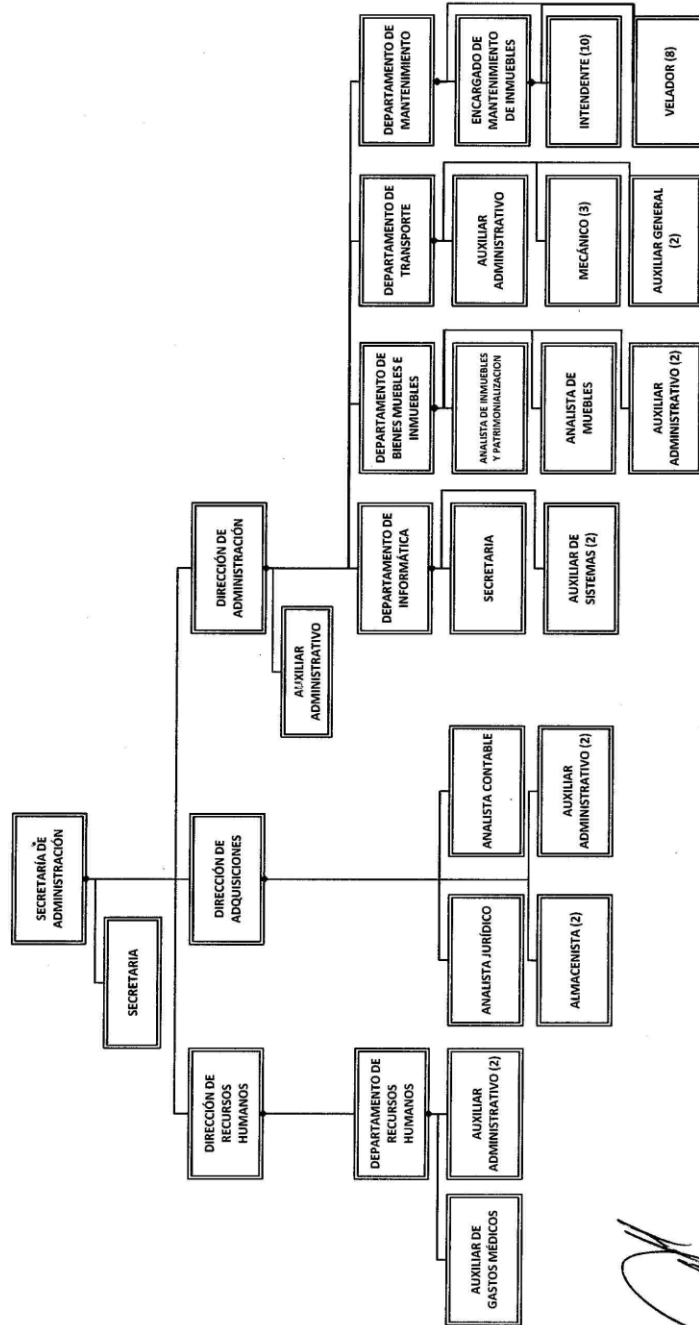 SECRETARÍA DE
ADMINISTRACIÓN
SECRETARIA
DIRECCIÓN DE
RECURSOS
HUMANOS
DIRECCIÓN DE
ADQUISICIONES
DIRECCIÓN DE
ADMINISTRACIÓN
AUXILIAR
ADMINISTRATIVO
DEPARTAMENTO DE
RECURSOS
HUMANOS
DEPARTAMENTO DE
INFORMÁTICA
DEPARTAMENTO DE
BIENES MUEBLES E
INMUEBLES
DEPARTAMENTO DE
TRANSPORTE
DEPARTAMENTO DE
MANTENIMIENTO
AUXILIAR DE
GASTOS MÉDICOS
AUXILIAR
ADMINISTRATIVO (2)
ANALISTA JURÍDICO
ANALISTA CONTABLE
SECRETARIA
ANALISTA DE INMUEBLES
Y PATRIMONIALIZACION
AUXILIAR
ADMINISTRATIVO
ENCARGADO DE
MANTENIMIENTO
DE INMUEBLES
ALMACENISTA (2)
AUXILIAR
ADMINISTRATIVO (2)
AUXILIAR DE
SISTEMAS (2)
ANALISTA DE
MUEBLES
MECÁNICO (3)
INTENDENTE (10)
AUXILIAR
ADMINISTRATIVO (2)
AUXILIAR GENERAL
(2)
VELADOR (8)